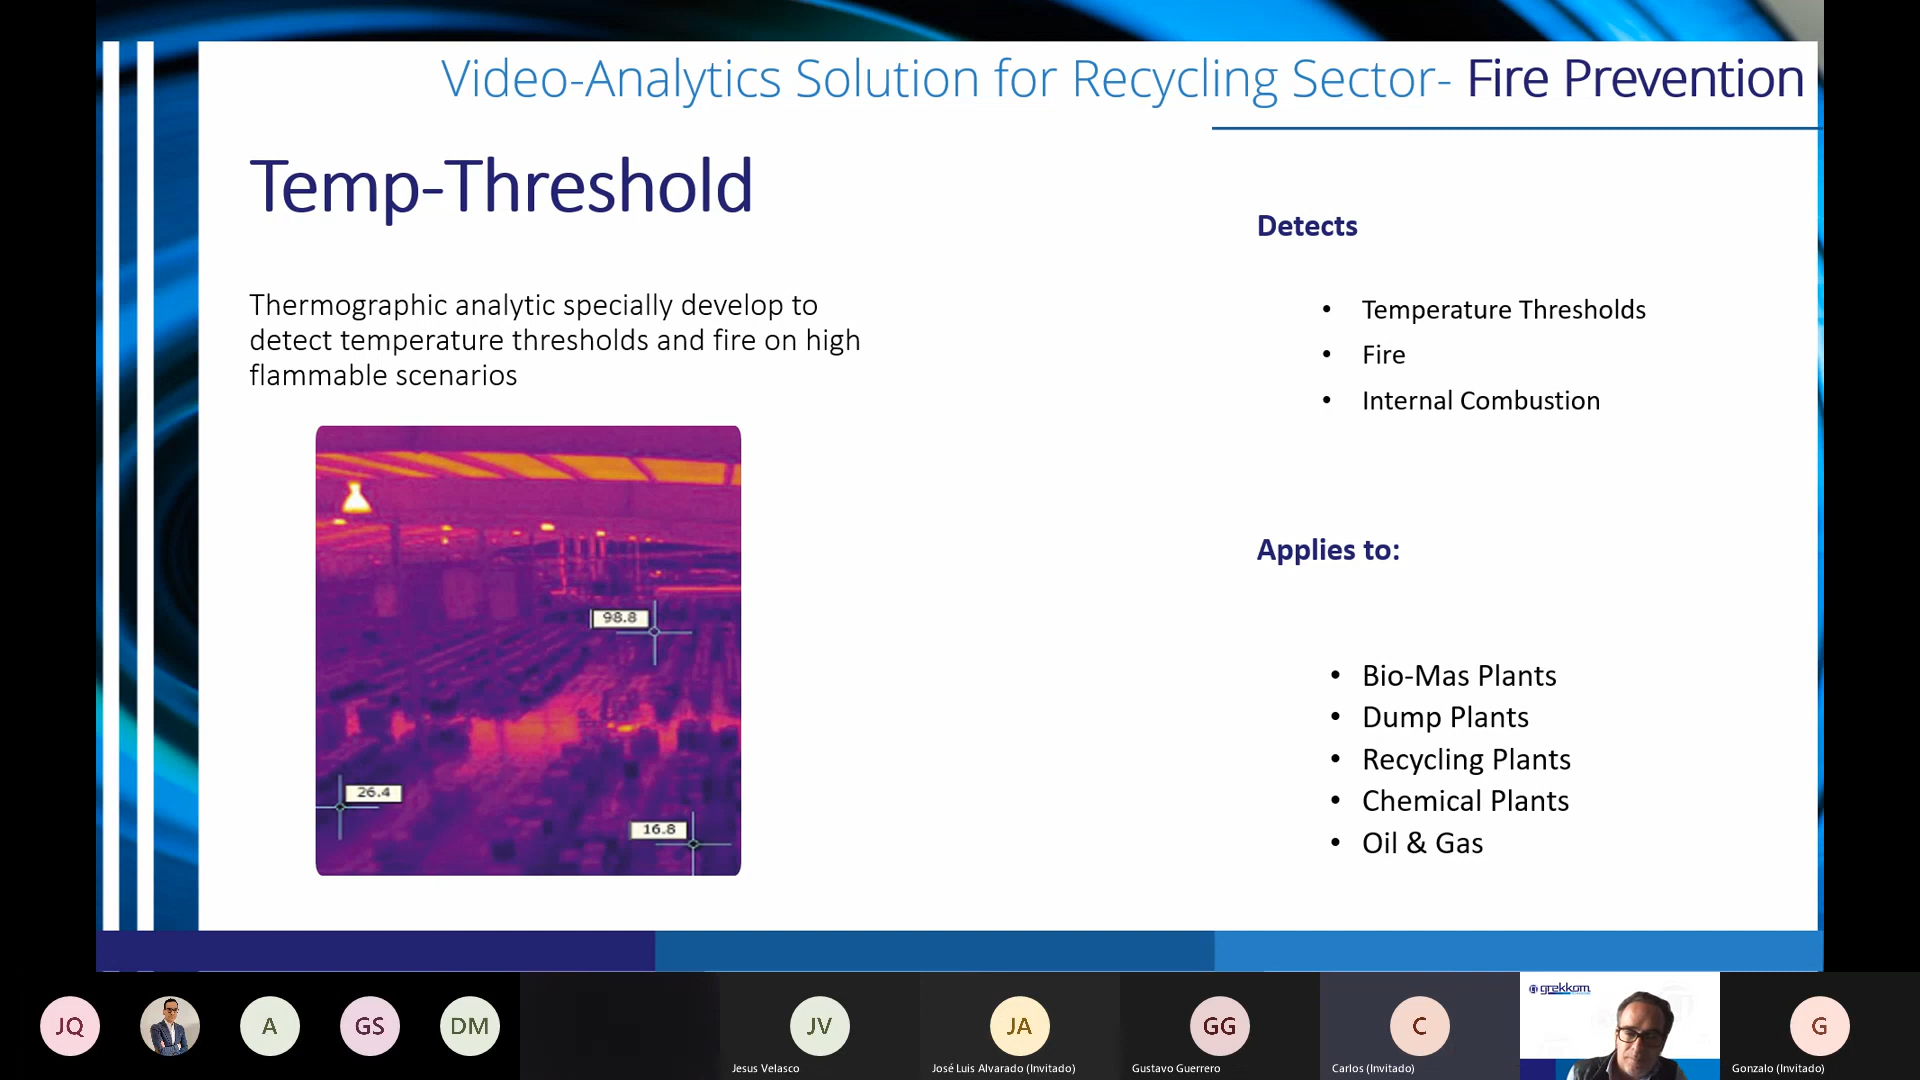 Video-Analytics Solution for Recycling Sector- Fire Prevention
Temp-Threshold
Thermographic analytic specially develop to
detect temperature thresholds and fire on high
flammable scenarios
98.8
26.4
16.8
Detects
• Temperature Thresholds
• Fire
• Internal Combustion
Applies to:
• Bio-Mas Plants
• Dump Plants
• Recycling Plants
• Chemical Plants
• Oil & Gas
JQ
A
GS
DM
JV
Jesus Velasco
JA
José Luis Alvarado (Invitado)
GG
Gustavo Guerrero
C
Carlos (Invitado)
grekkom
G
Gonzalo (Invitado)